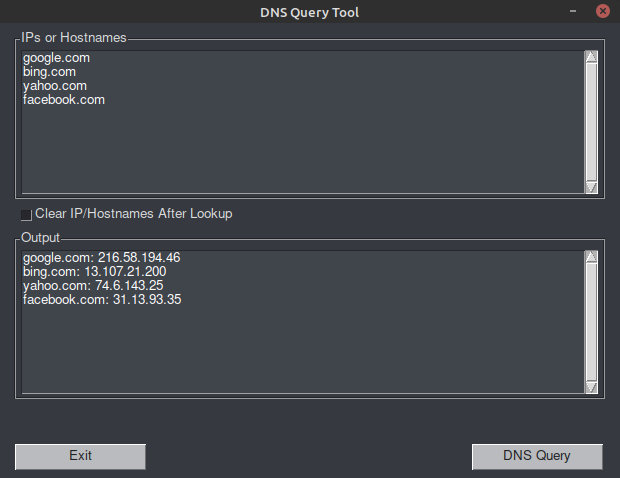 DNS Query Tool
IPs or Hostnames
google.com
bing.com
yahoo.com
facebook.com
Clear IP/Hostnames After Lookup
Output
google.com: 216.58.194.46
bing.com: 13.107.21.200
yahoo.com: 74.6.143.25
facebook.com: 31.13.93.35
Exit
DNS Query